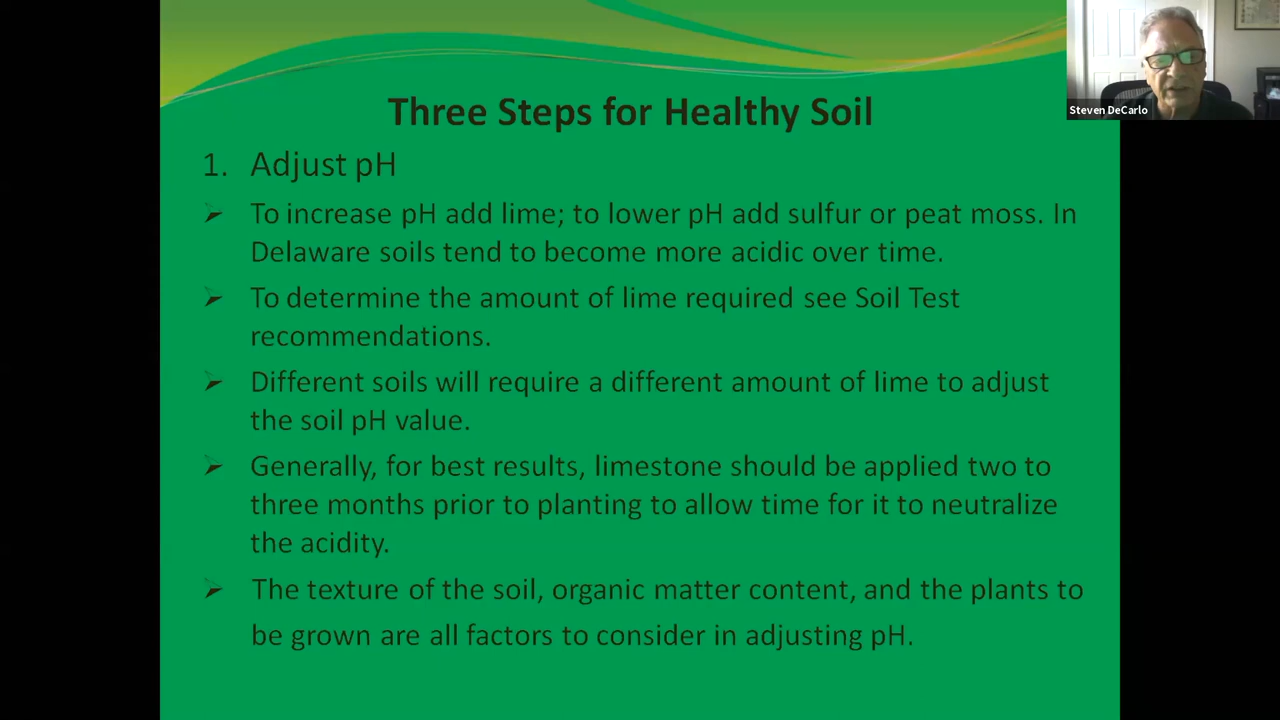 Three Steps for Healthy Soil
1. Adjust pH
➢ To increase pH add lime; to lower pH add sulfur or peat moss. In
Delaware soils tend to become more acidic over time.
➢ To determine the amount of lime required see Soil Test
recommendations.
➢ Different soils will require a different amount of lime to adjust
the soil pH value.
➢ Generally, for best results, limestone should be applied two to
three months prior to planting to allow time for it to neutralize
the acidity.
➢ The texture of the soil, organic matter content, and the plants to
be grown are all factors to consider in adjusting pH.
Steven DeCarlo